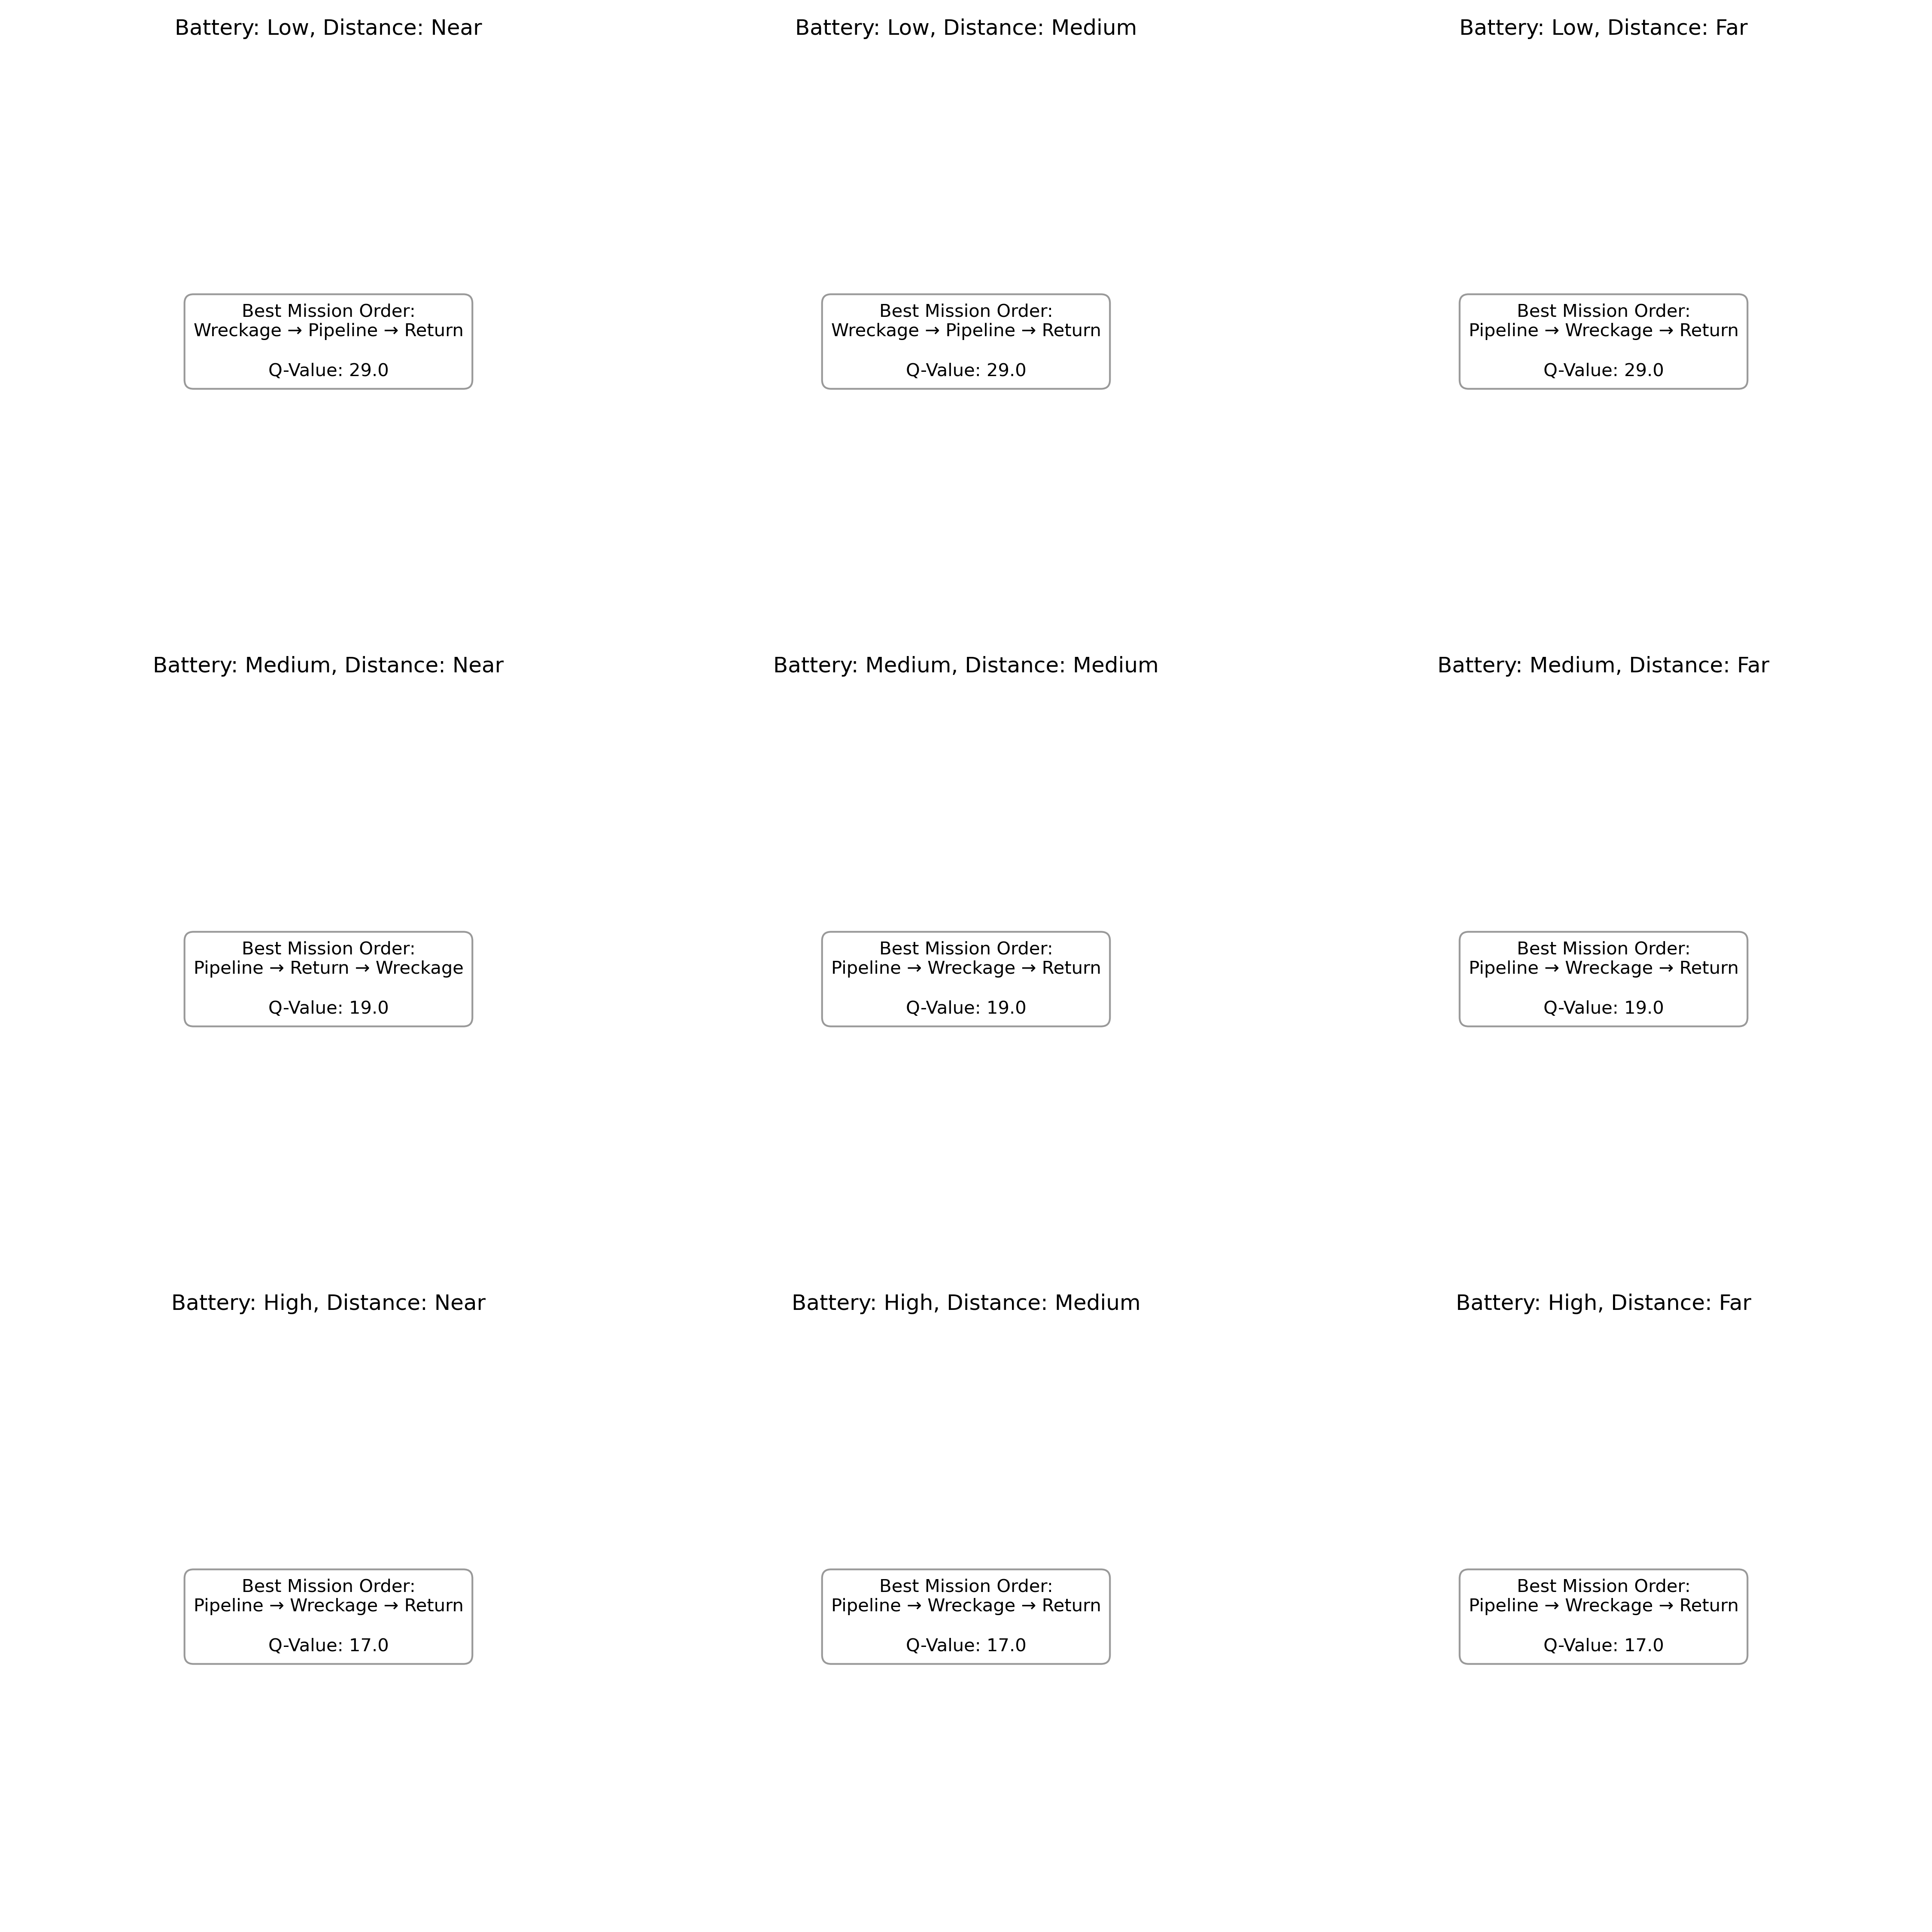 Battery: Low, Distance: Near
Best Mission Order:
Wreckage → Pipeline → Return
Q-Value: 29.0
Battery: Low, Distance: Medium
Best Mission Order:
Wreckage → Pipeline → Return
Q-Value: 29.0
Battery: Low, Distance: Far
Best Mission Order:
Pipeline → Wreckage → Return
Q-Value: 29.0
Battery: Medium, Distance: Near
Best Mission Order:
Pipeline → Return → Wreckage
Q-Value: 19.0
Battery: Medium, Distance: Medium
Best Mission Order:
Pipeline → Wreckage → Return
Q-Value: 19.0
Battery: Medium, Distance: Far
Best Mission Order:
Pipeline → Wreckage → Return
Q-Value: 19.0
Battery: High, Distance: Near
Best Mission Order:
Pipeline → Wreckage → Return
Q-Value: 17.0
Battery: High, Distance: Medium
Best Mission Order:
Pipeline → Wreckage → Return
Q-Value: 17.0
Battery: High, Distance: Far
Best Mission Order:
Pipeline → Wreckage → Return
Q-Value: 17.0